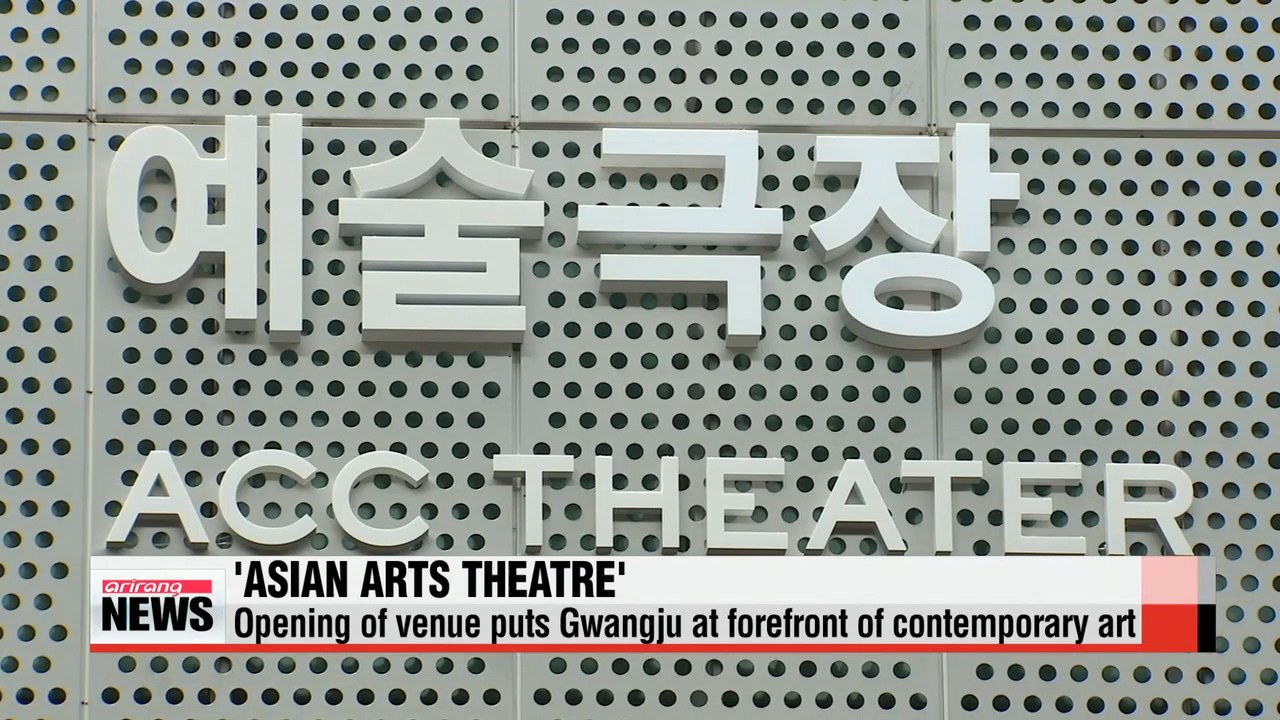 예술극장
ACC THEATER
arirang
NEWS
'ASIAN ARTS THEATRE'
Opening of venue puts Gwangju at forefront of contemporary art